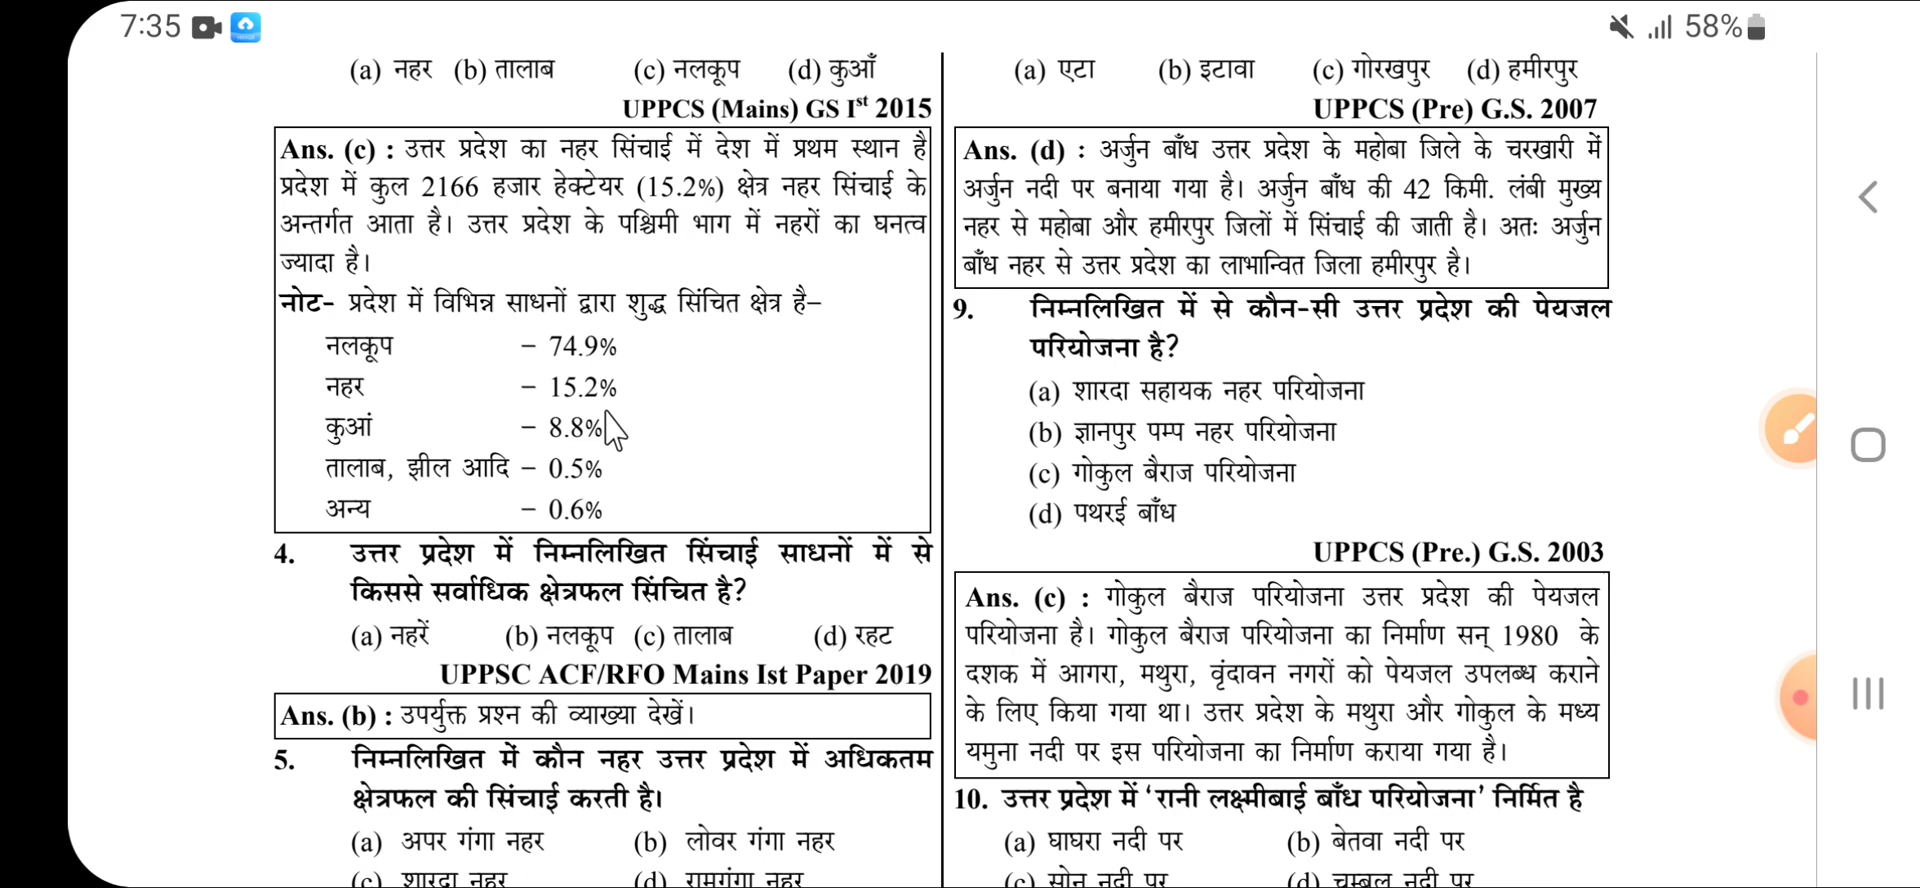 7:35
58%
(a) नहर (b) तालाब (c) नलकूप (d) कुआँ
UPPCS (Mains) GS Ist 2015
Ans. (c) : उत्तर प्रदेश का नहर सिंचाई में देश में प्रथम स्थान है
प्रदेश में कुल 2166 हजार हेक्टेयर (15.2%) क्षेत्र नहर सिंचाई के
अन्तर्गत आता है। उत्तर प्रदेश के पश्चिमी भाग में नहरों का घनत्व
ज्यादा है।
नोट– प्रदेश में विभिन्न साधनों द्वारा शुद्ध सिंचित क्षेत्र है–
नलकूप – 74.9%
नहर – 15.2%
कुआं – 8.8%
तालाब, झील आदि – 0.5%
अन्य – 0.6%
4. उत्तर प्रदेश में निम्नलिखित सिंचाई साधनों में से
किससे सर्वाधिक क्षेत्रफल सिंचित है?
(a) नहरें (b) नलकूप (c) तालाब (d) रहट
UPPSC ACF/RFO Mains Ist Paper 2019
Ans. (b) : उपर्युक्त प्रश्न की व्याख्या देखें।
5. निम्नलिखित में कौन नहर उत्तर प्रदेश में अधिकतम
क्षेत्रफल की सिंचाई करती है।
(a) अपर गंगा नहर (b) लोवर गंगा नहर
(c) शारदा नहर (d) रामगंगा नहर
(a) एटा (b) इटावा (c) गोरखपुर (d) हमीरपुर
UPPCS (Pre) G.S. 2007
Ans. (d) : अर्जुन बाँध उत्तर प्रदेश के महोबा जिले के चरखारी में
अर्जुन नदी पर बनाया गया है। अर्जुन बाँध की 42 किमी. लंबी मुख्य
नहर से महोबा और हमीरपुर जिलों में सिंचाई की जाती है। अतः अर्जुन
बाँध नहर से उत्तर प्रदेश का लाभान्वित जिला हमीरपुर है।
9. निम्नलिखित में से कौन-सी उत्तर प्रदेश की पेयजल
परियोजना है?
(a) शारदा सहायक नहर परियोजना
(b) ज्ञानपुर पम्प नहर परियोजना
(c) गोकुल बैराज परियोजना
(d) पथरई बाँध
UPPCS (Pre.) G.S. 2003
Ans. (c) : गोकुल बैराज परियोजना उत्तर प्रदेश की पेयजल
परियोजना है। गोकुल बैराज परियोजना का निर्माण सन् 1980 के
दशक में आगरा, मथुरा, वृंदावन नगरों को पेयजल उपलब्ध कराने
के लिए किया गया था। उत्तर प्रदेश के मथुरा और गोकुल के मध्य
यमुना नदी पर इस परियोजना का निर्माण कराया गया है।
10. उत्तर प्रदेश में ‘रानी लक्ष्मीबाई बाँध परियोजना’ निर्मित है
(a) घाघरा नदी पर (b) बेतवा नदी पर
(c) सोन नदी पर (d) चम्बल नदी पर